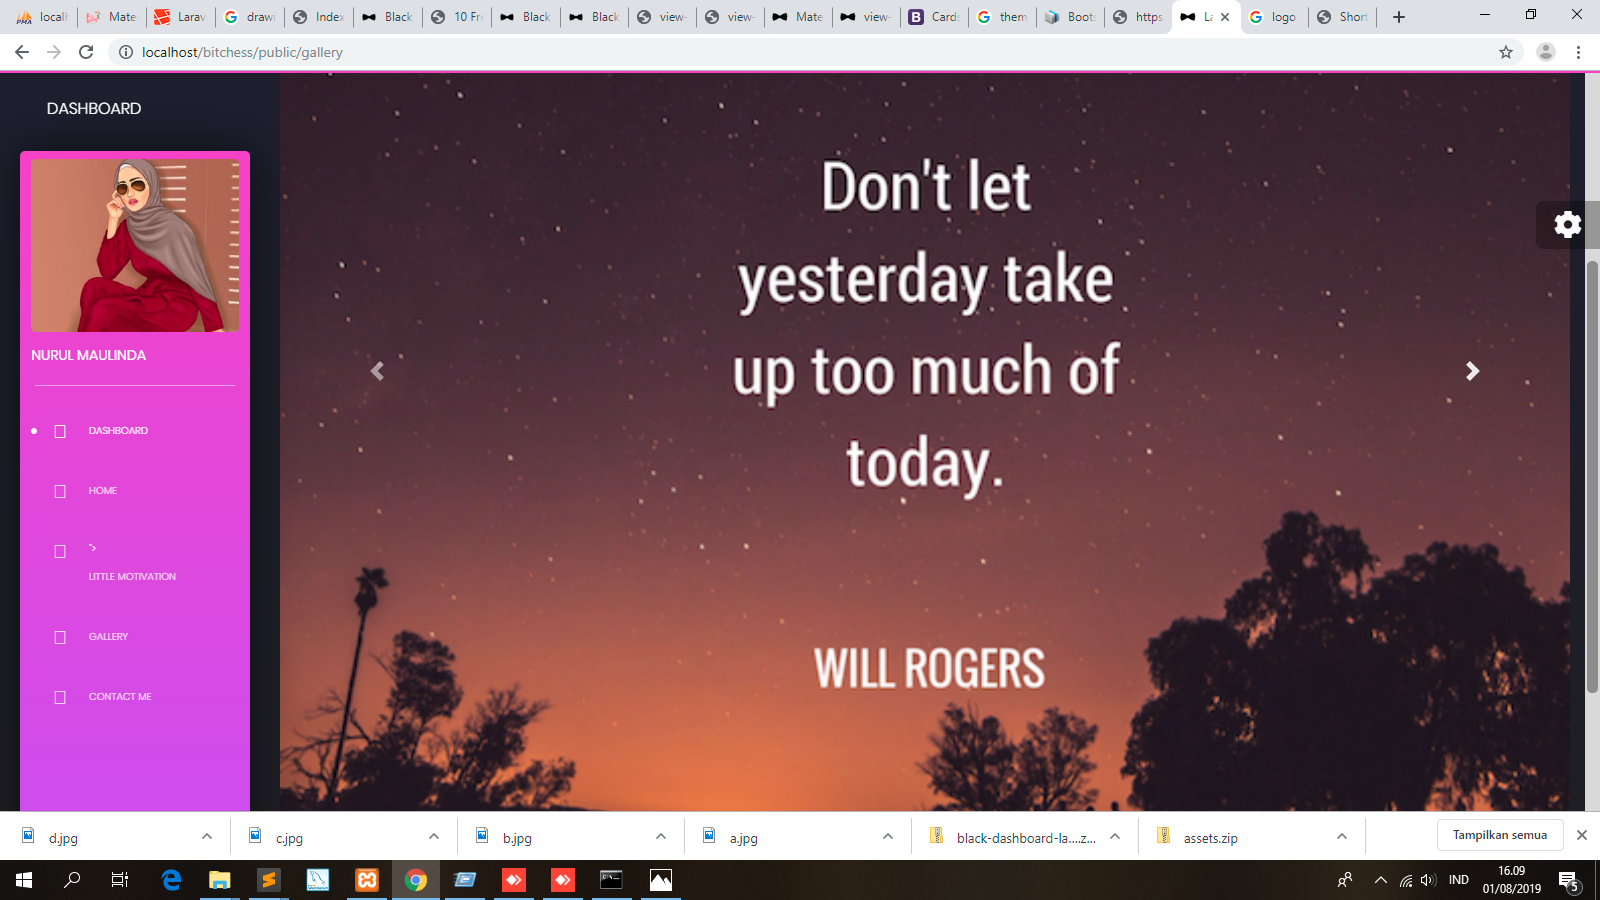 locall
Mate
Larav
drawi
Index
Black
10 Fr
Black
Black
view-
view-
Mate
view-
Cards
them
Boots
https
La
logo
Short
localhost/bitchess/public/gallery
DASHBOARD
NURUL MAULINDA
DASHBOARD
HOME
">
LITTLE MOTIVATION
GALLERY
CONTACT ME
Don't let
yesterday take
up too much of
today.
WILL ROGERS
d.jpg
c.jpg
b.jpg
a.jpg
black-dashboard-la....z...
assets.zip
Tampilkan semua
IND
16.09
01/08/2019
5